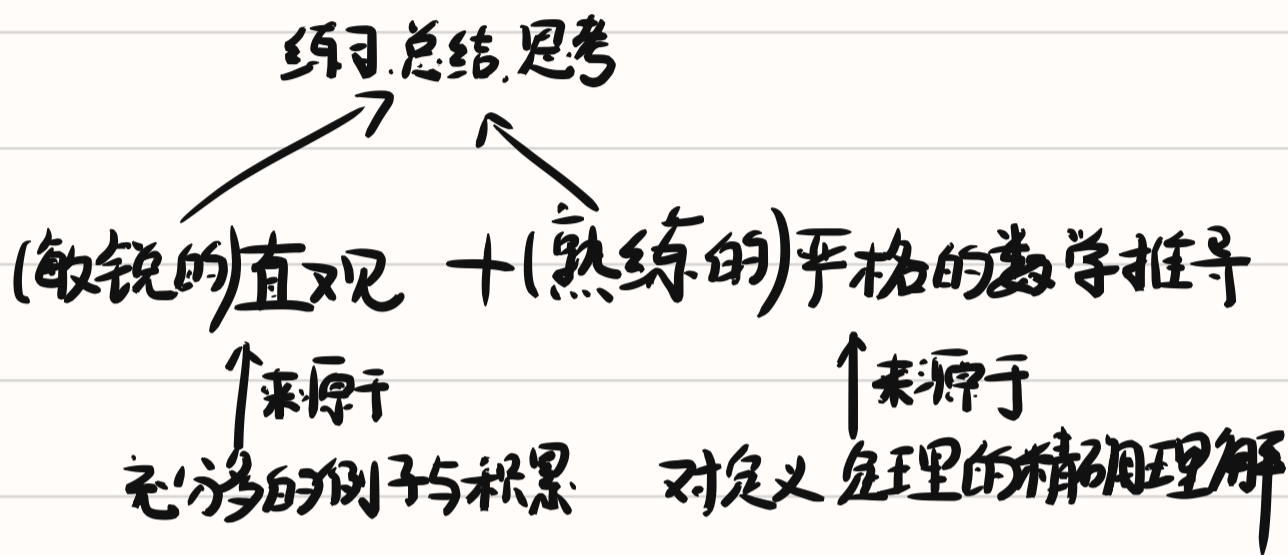 练习.总结.思考
(敏锐的)直观 +(熟练的)严格的数学推导
来源于 来源于
充分多的例子与积累 对定义 定理的精确理解